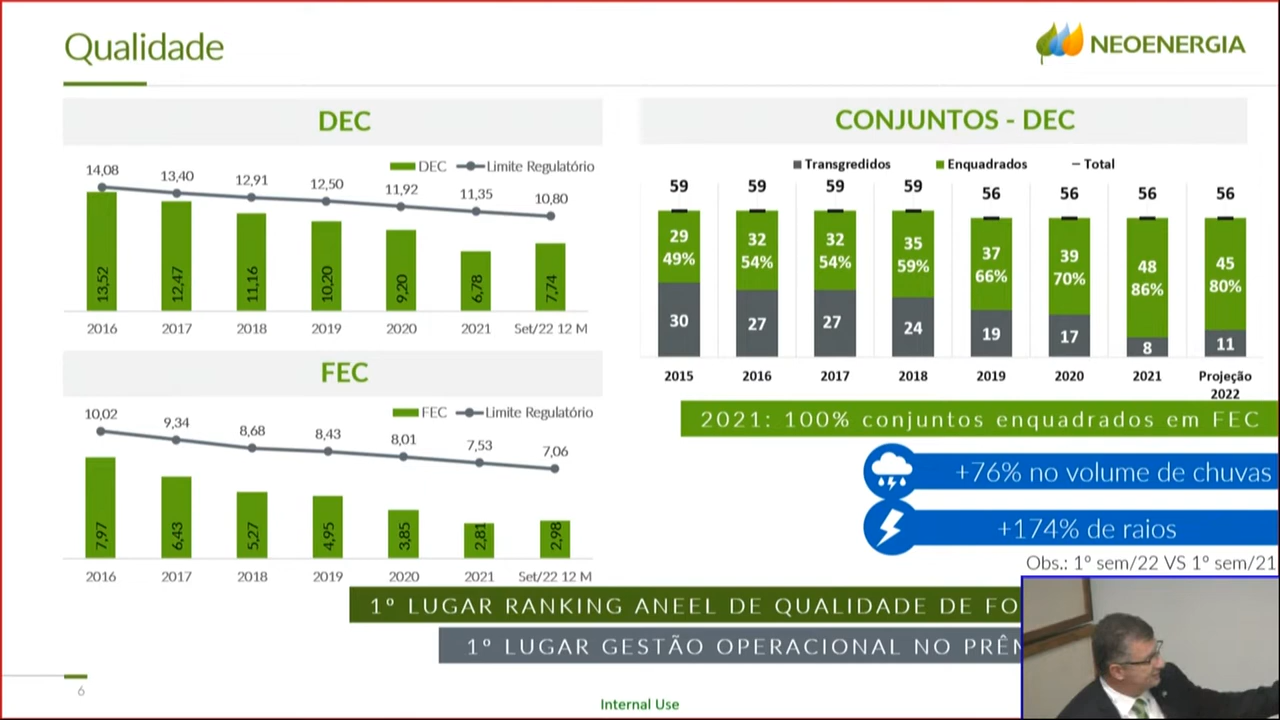 Qualidade
NEOENERGIA
DEC
DEC Limite Regulatório
14,08 13,40 12,91 12,50 11,92 11,35 10,80
13,52 12,47 11,16 10,20 9,20 6,78 7,74
2016 2017 2018 2019 2020 2021 Set/22 12 M
FEC
FEC Limite Regulatório
10,02 9,34 8,68 8,43 8,01 7,53 7,06
7,97 6,43 5,27 4,95 3,85 2,81 2,98
2016 2017 2018 2019 2020 2021 Set/22 12 M
CONJUNTOS - DEC
Transgredidos Enquadrados Total
59 59 59 59 56 56 56 56
29 32 32 35 37 39 48 45
49% 54% 54% 59% 66% 70% 86% 80%
30 27 27 24 19 17 8 11
2015 2016 2017 2018 2019 2020 2021 Projeção
2022
2021: 100% conjuntos enquadrados em FEC
+76% no volume de chuvas
+174% de raios
Obs.: 1º sem/22 VS 1º sem/21
1º LUGAR RANKING ANEEL DE QUALIDADE DE
1º LUGAR GESTÃO OPERACIONAL NO
6
Internal Use